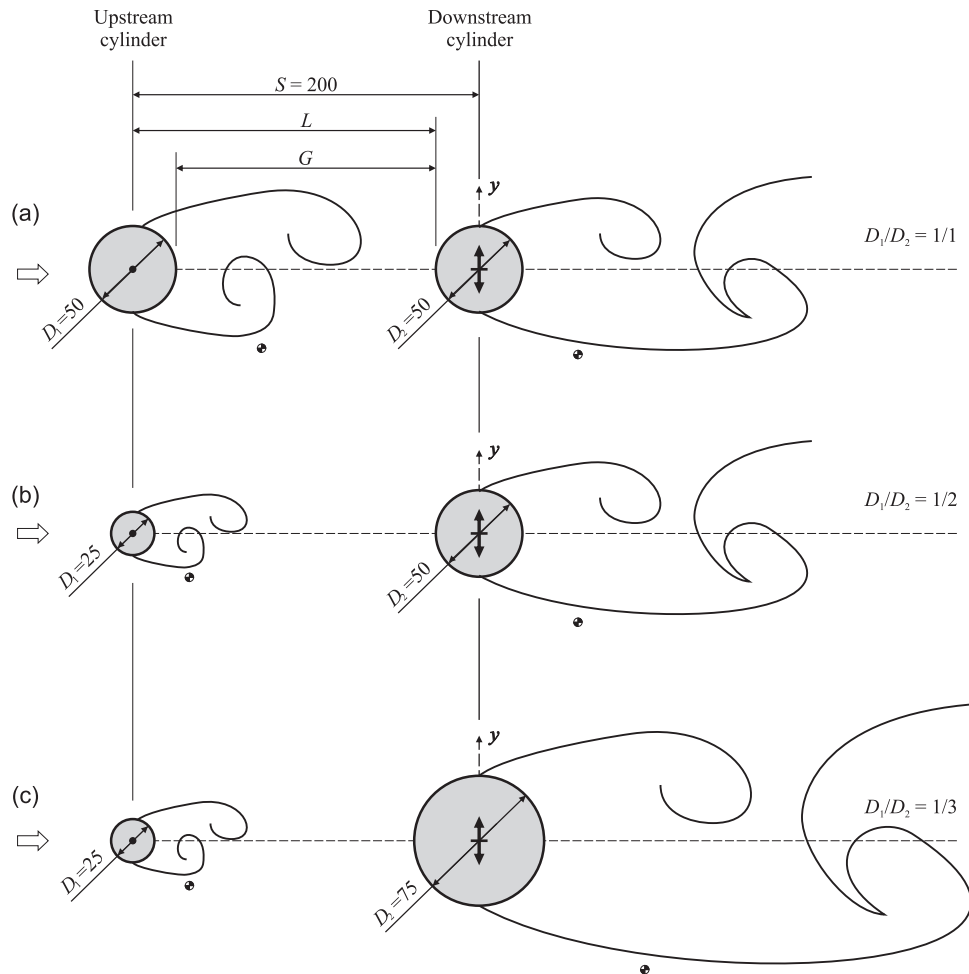 Upstream
cylinder
Downstream
cylinder
S = 200
L
G
(a)
y
D₁/D₂ = 1/1
D₁=50
D₂=50
(b)
y
D₁/D₂ = 1/2
D₁=25
D₂=50
(c)
y
D₁/D₂ = 1/3
D₁=25
D₂=75